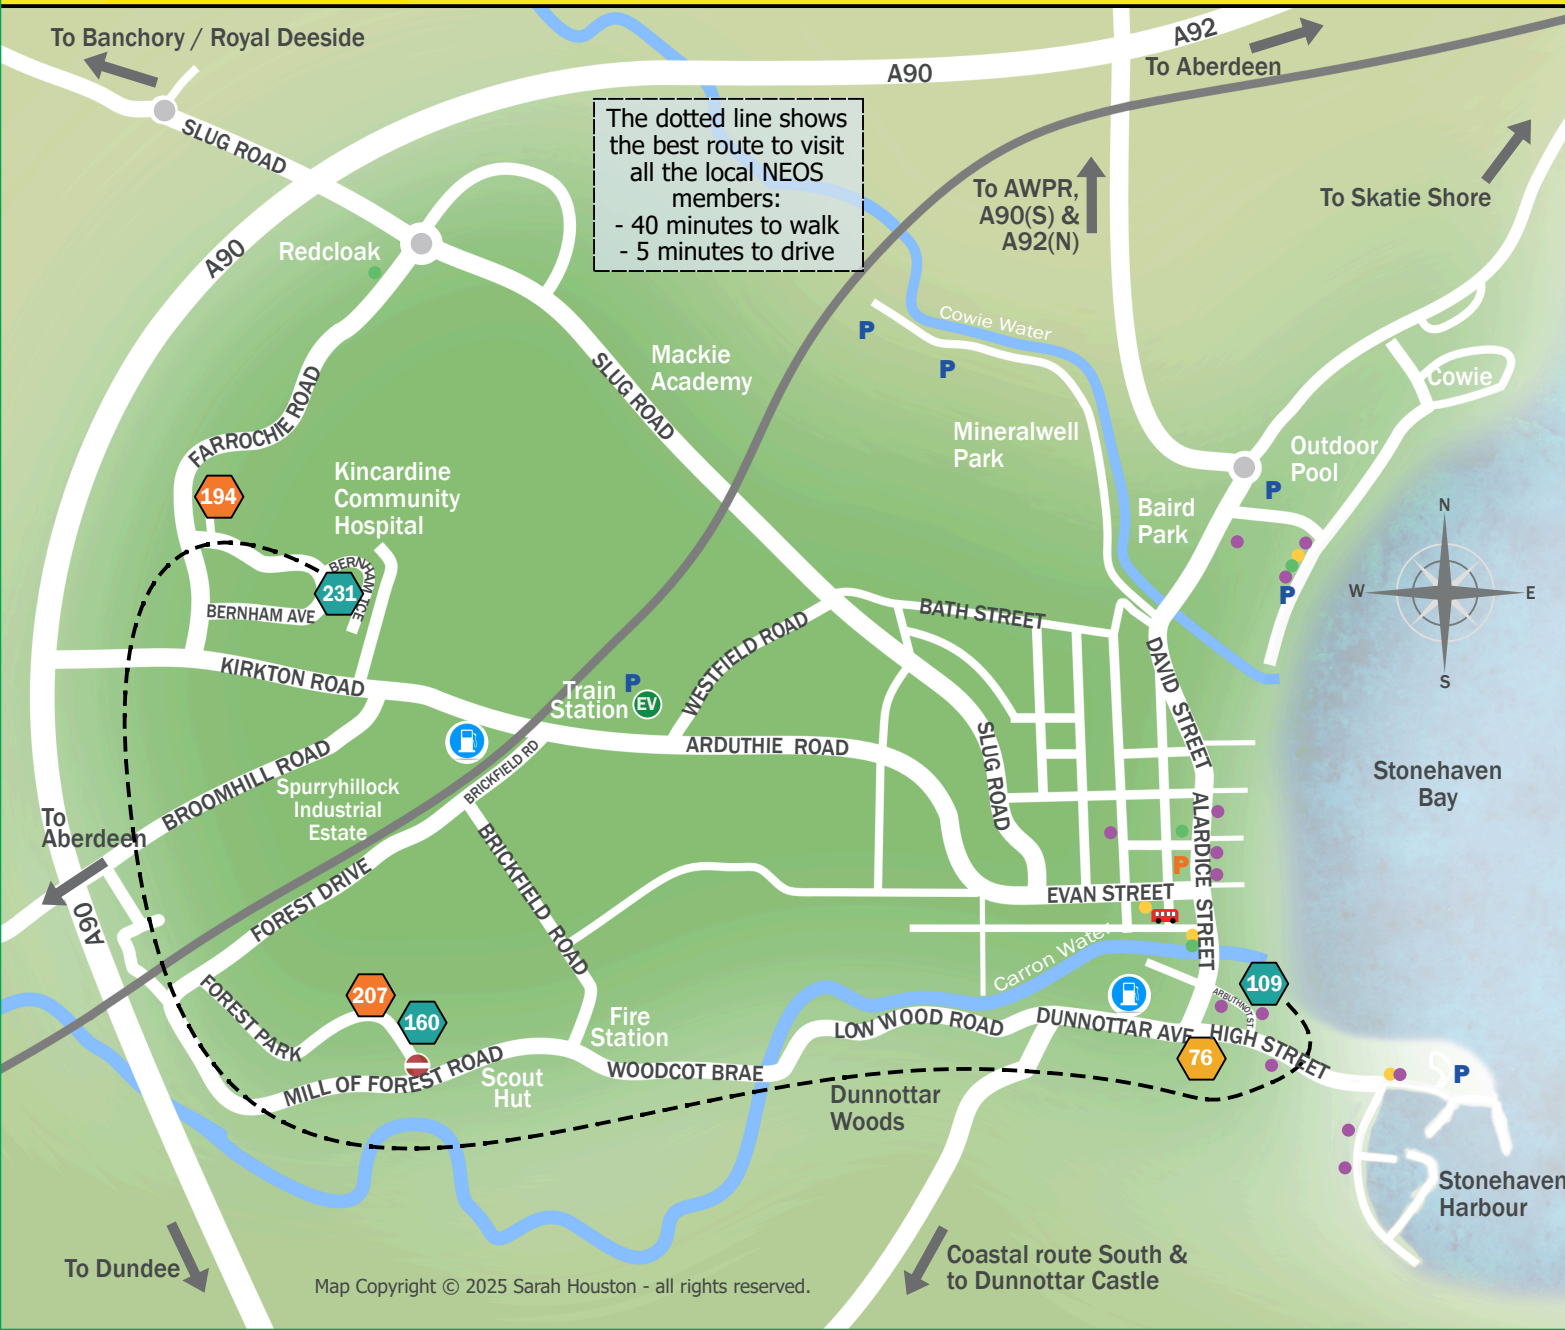 To Banchory / Royal Deeside
A92
To Aberdeen
A90
SLUG ROAD
The dotted line shows
the best route to visit
all the local NEOS
members:
- 40 minutes to walk
- 5 minutes to drive
To AWPR,
A90(S) &
A92(N)
To Skatie Shore
A90
Redcloak
Cowie Water
P
P
Mackie
Academy
SLUG ROAD
Cowie
FARROCHIE ROAD
Mineralwell
Park
Outdoor
Pool
P
Kincardine
Community
Hospital
194
Baird
Park
N
W
E
S
BERNHAM TCE
231
BERNHAM AVE
P
BATH STREET
WESTFIELD ROAD
DAVID STREET
KIRKTON ROAD
Train
Station
P
EV
ARDUTHIE ROAD
SLUG ROAD
BRICKFIELD RD
BROOMHILL ROAD
Spurryhillock
Industrial
Estate
Stonehaven
Bay
To
Aberdeen
BRICKFIELD ROAD
ALARDICE STREET
P
EVAN STREET
FOREST DRIVE
A90
Carron Water
FOREST PARK
207
160
109
ARBUTHNOT ST
Fire
Station
LOW WOOD ROAD
DUNNOTTAR AVE
HIGH STREET
76
MILL OF FOREST ROAD
WOODCOT BRAE
Scout
Hut
Dunnottar
Woods
P
Stonehaven
Harbour
To Dundee
Map Copyright © 2025 Sarah Houston - all rights reserved.
Coastal route South &
to Dunnottar Castle